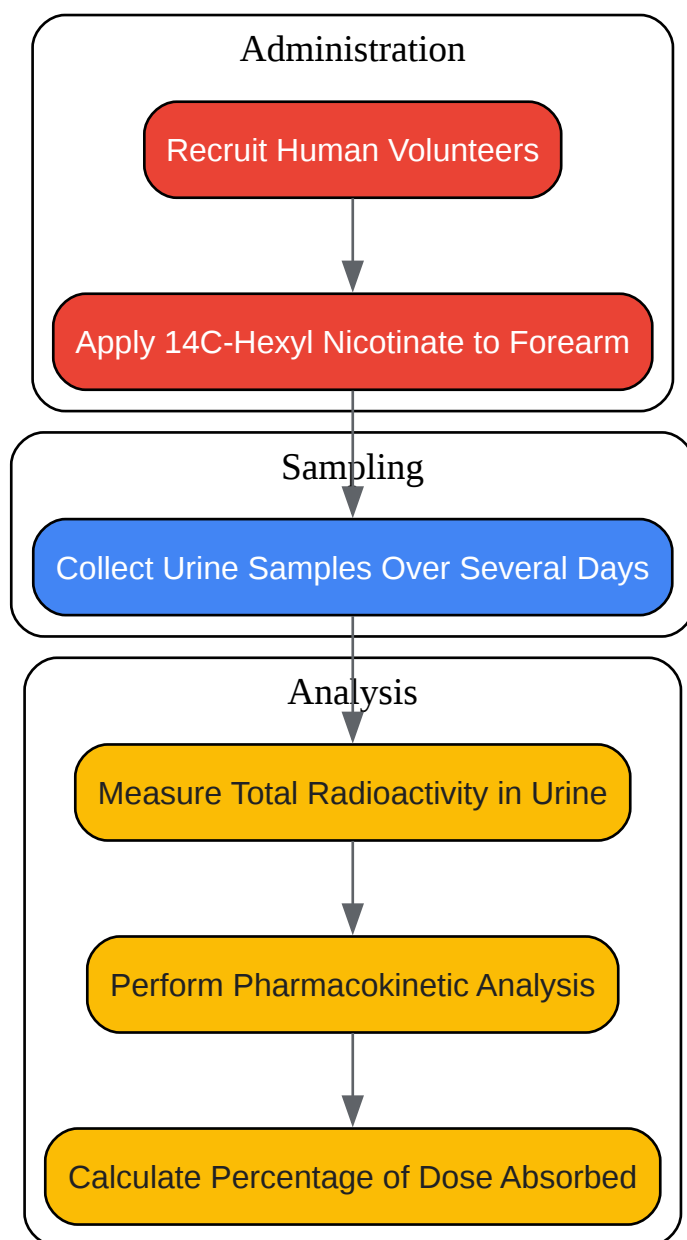 Administration
Recruit Human Volunteers
Apply 14C-Hexyl Nicotinate to Forearm
Sampling
Collect Urine Samples Over Several Days
Analysis
Measure Total Radioactivity in Urine
Perform Pharmacokinetic Analysis
Calculate Percentage of Dose Absorbed